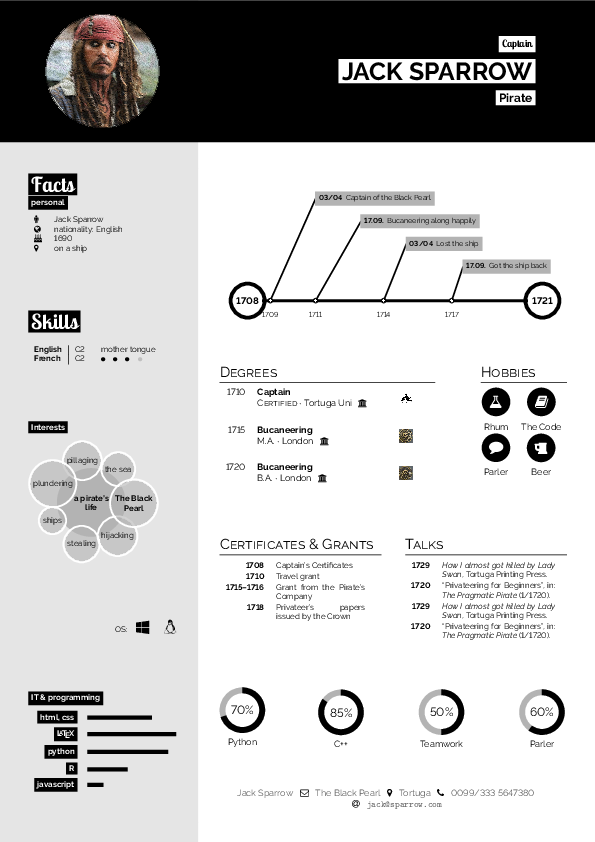 Captain
JACK SPARROW
Pirate
Facts
personal
Jack Sparrow
nationality: English
1690
on a ship
Skills
English C2 mother tongue
French C2
Interests
pillaging
the sea
plundering
a pirate's
life
The Black
Pearl
ships
hijacking
stealing
OS:
IT & programming
html, css
LATEX
python
R
javascript
03/04 Captain of the Black Pearl
17.09. Bucaneering along happily
03/04 Lost the ship
17.09. Got the ship back
1708
1721
1709
1711
1714
1717
DEGREES
1710 Captain
CERTIFIED · Tortuga Uni
1715 Bucaneering
M.A. · London
1720 Bucaneering
B.A. · London
HOBBIES
Rhum The Code
Parler Beer
CERTIFICATES & GRANTS
1708 Captain's Certificates
1710 Travel grant
1715–1716 Grant from the Pirate's
Company
1718 Privateer's papers
issued by the Crown
TALKS
1729 How I almost got killed by Lady
Swan, Tortuga Printing Press.
1720 "Privateering for Beginners", in:
The Pragmatic Pirate (1/1720).
1729 How I almost got killed by Lady
Swan, Tortuga Printing Press.
1720 "Privateering for Beginners", in:
The Pragmatic Pirate (1/1720).
70%
Python
85%
C++
50%
Teamwork
60%
Parler
Jack Sparrow The Black Pearl Tortuga 0099/333 5647380
jack@sparrow.com